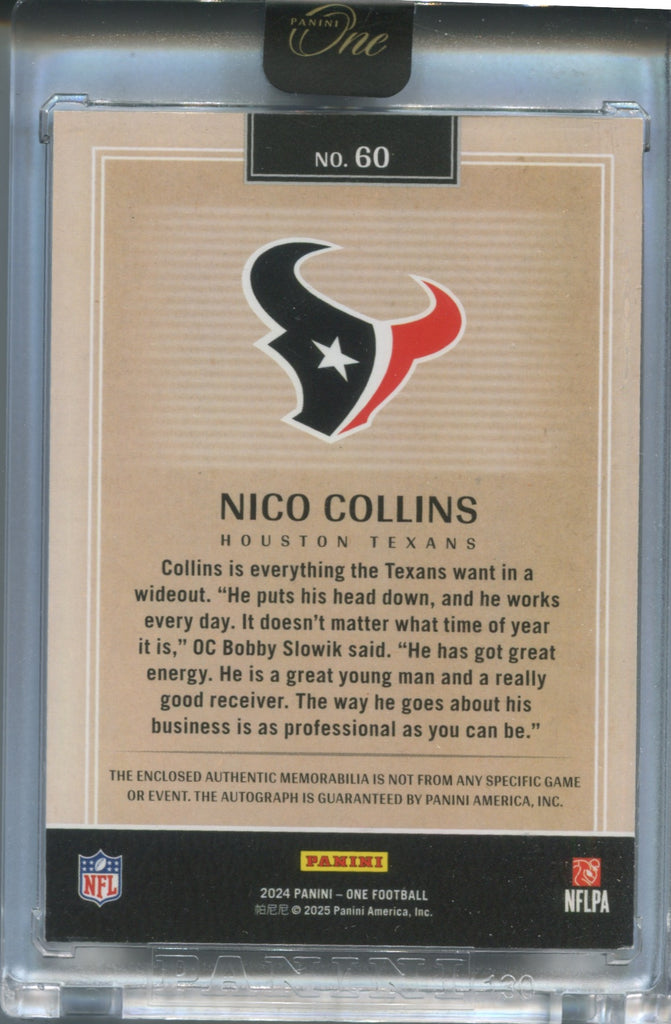 PANINI
One
NO. 60
NICO COLLINS
HOUSTON TEXANS
Collins is everything the Texans want in a
wideout. “He puts his head down, and he works
every day. It doesn’t matter what time of year
it is,” OC Bobby Slowik said. “He has got great
energy. He is a great young man and a really
good receiver. The way he goes about his
business is as professional as you can be.”
THE ENCLOSED AUTHENTIC MEMORABILIA IS NOT FROM ANY SPECIFIC GAME
OR EVENT. THE AUTOGRAPH IS GUARANTEED BY PANINI AMERICA, INC.
PANINI
NFL
NFLPA
2024 PANINI – ONE FOOTBALL
帕尼尼 © 2025 Panini America, Inc.
PANINI 130